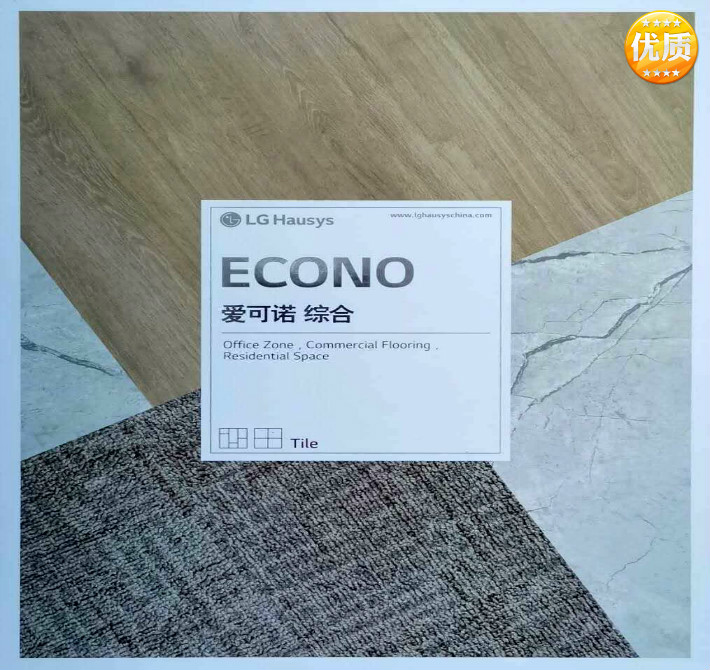 优质
LG Hausys
www.lghausyschina.com
ECONO
爱可诺 综合
Office Zone , Commercial Flooring ,
Residential Space
Tile